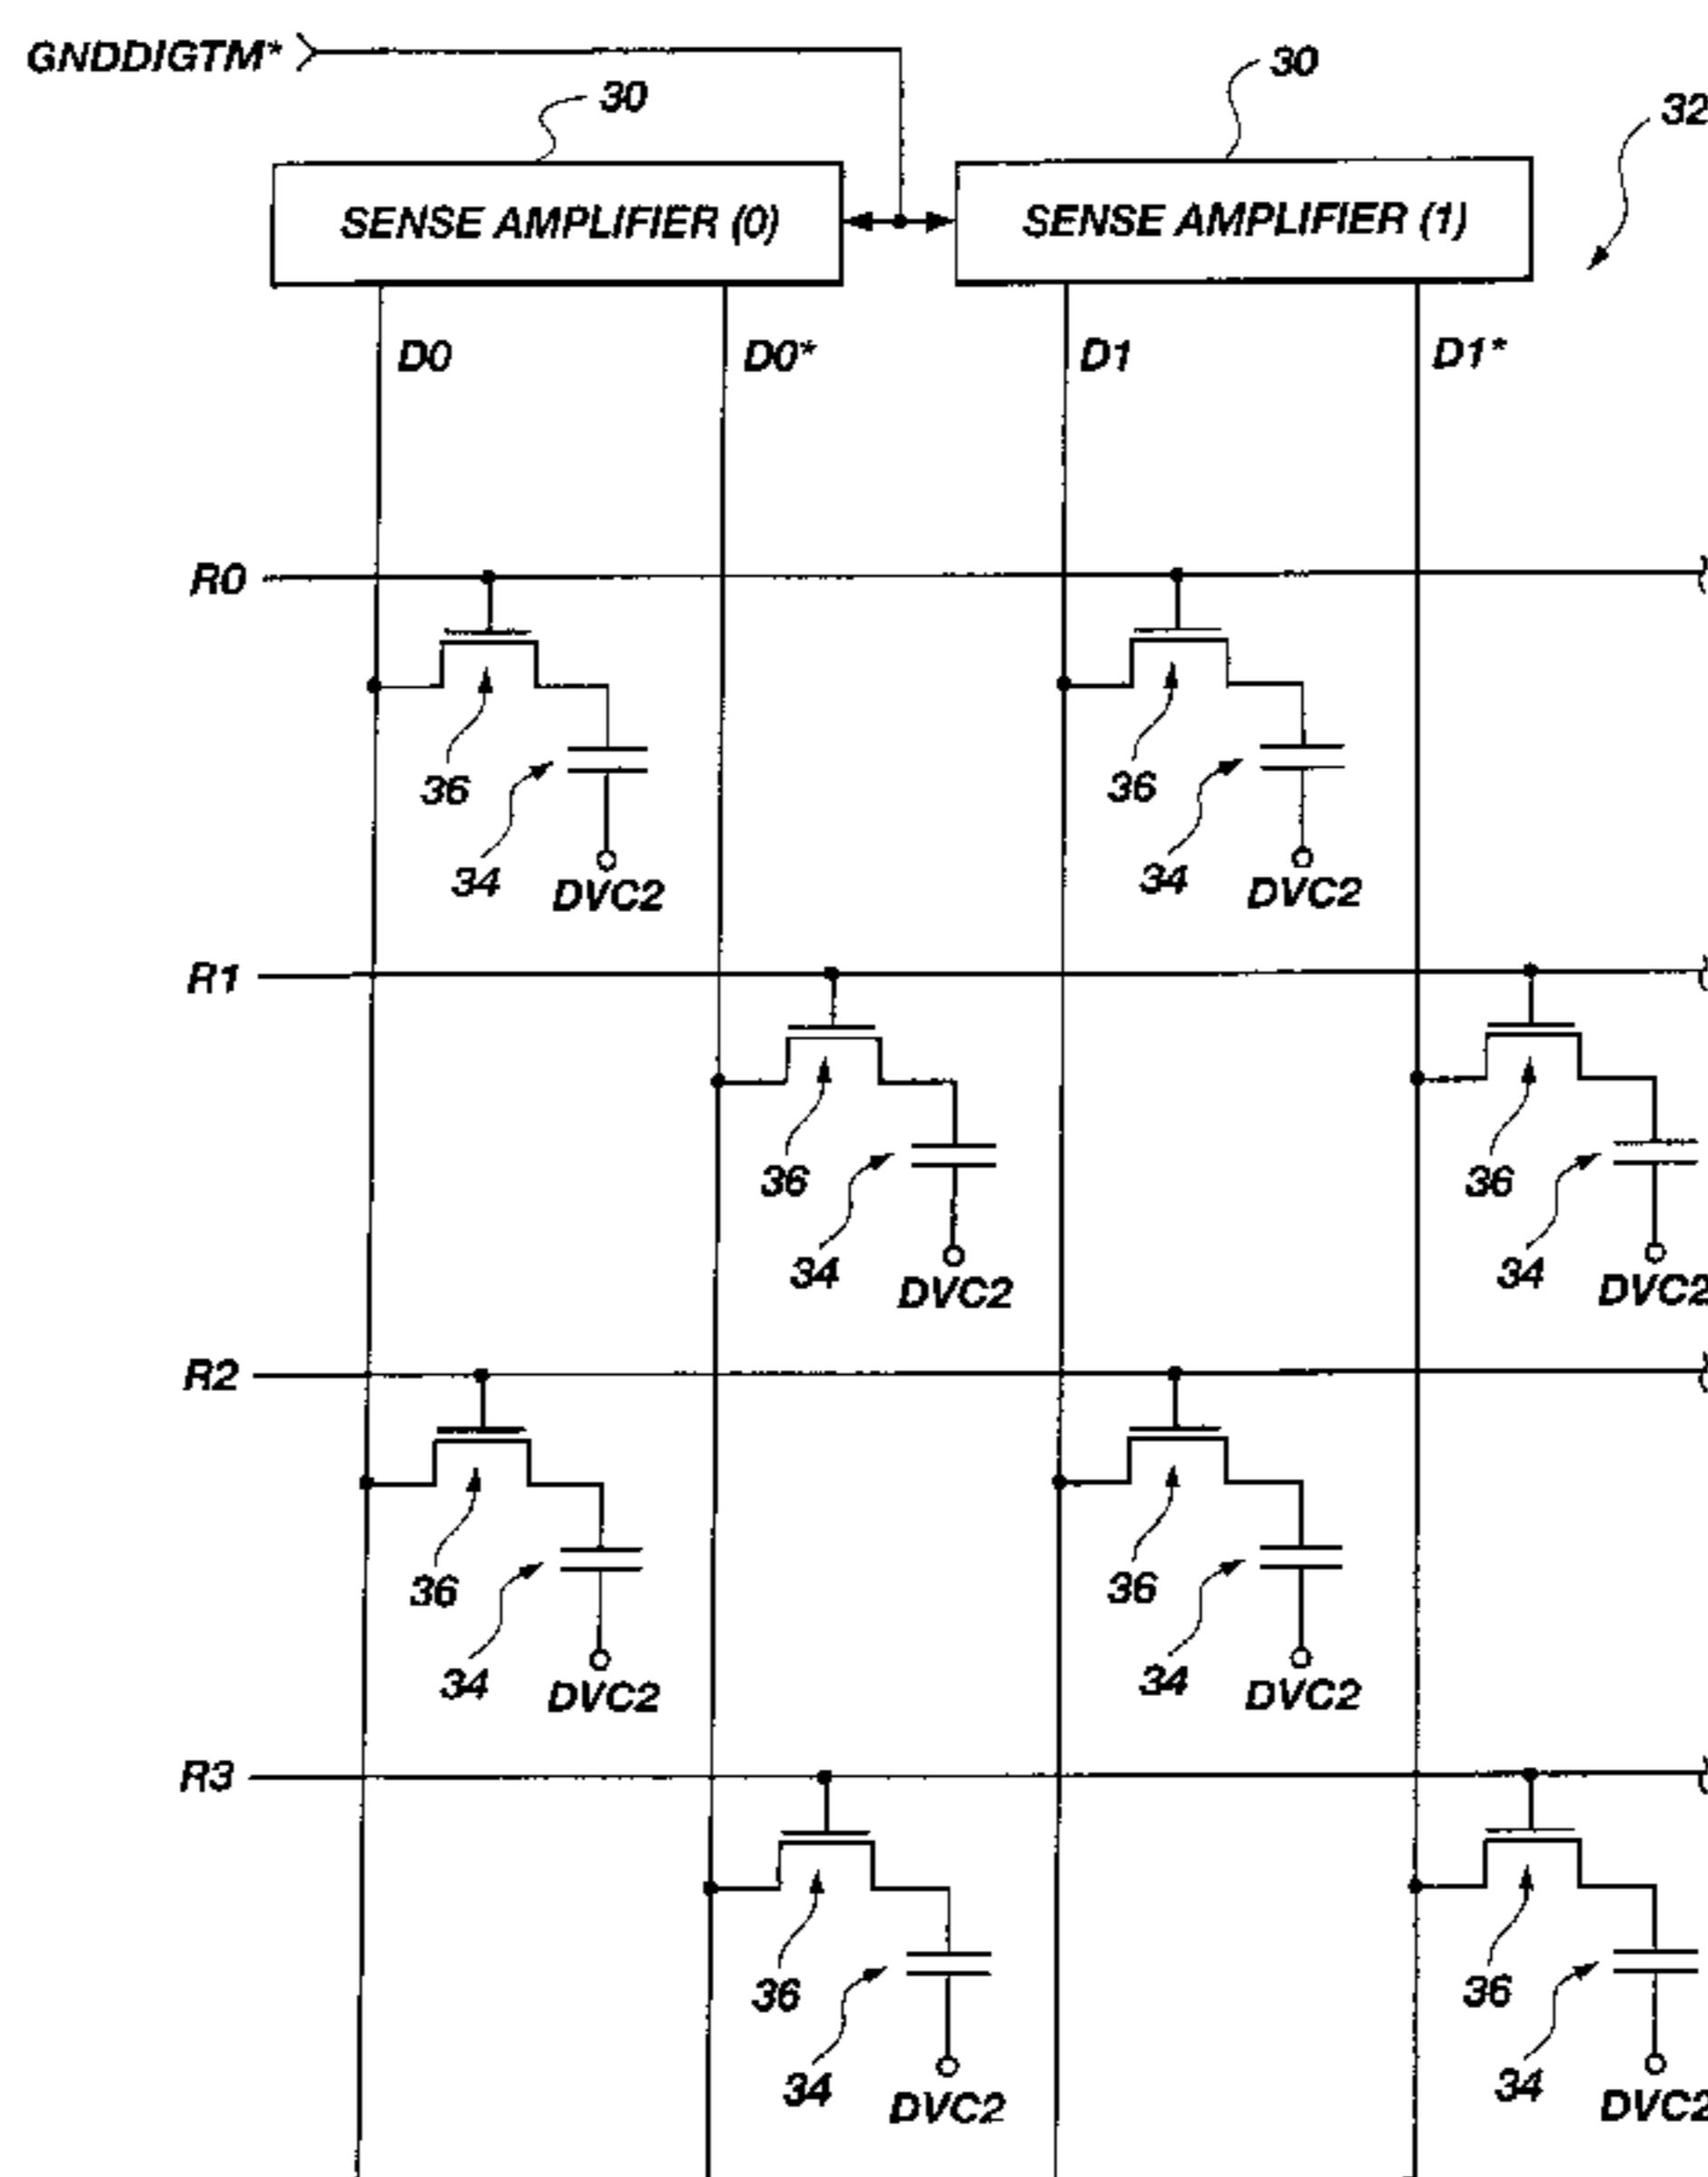 GNDDIGTM*
30
30
32
SENSE AMPLIFIER (0)
SENSE AMPLIFIER (1)
D0
D0*
D1
D1*
R0
36
36
34
34
DVC2
DVC2
R1
36
36
34
34
DVC2
DVC2
R2
36
36
34
34
DVC2
DVC2
R3
36
36
34
34
DVC2
DVC2